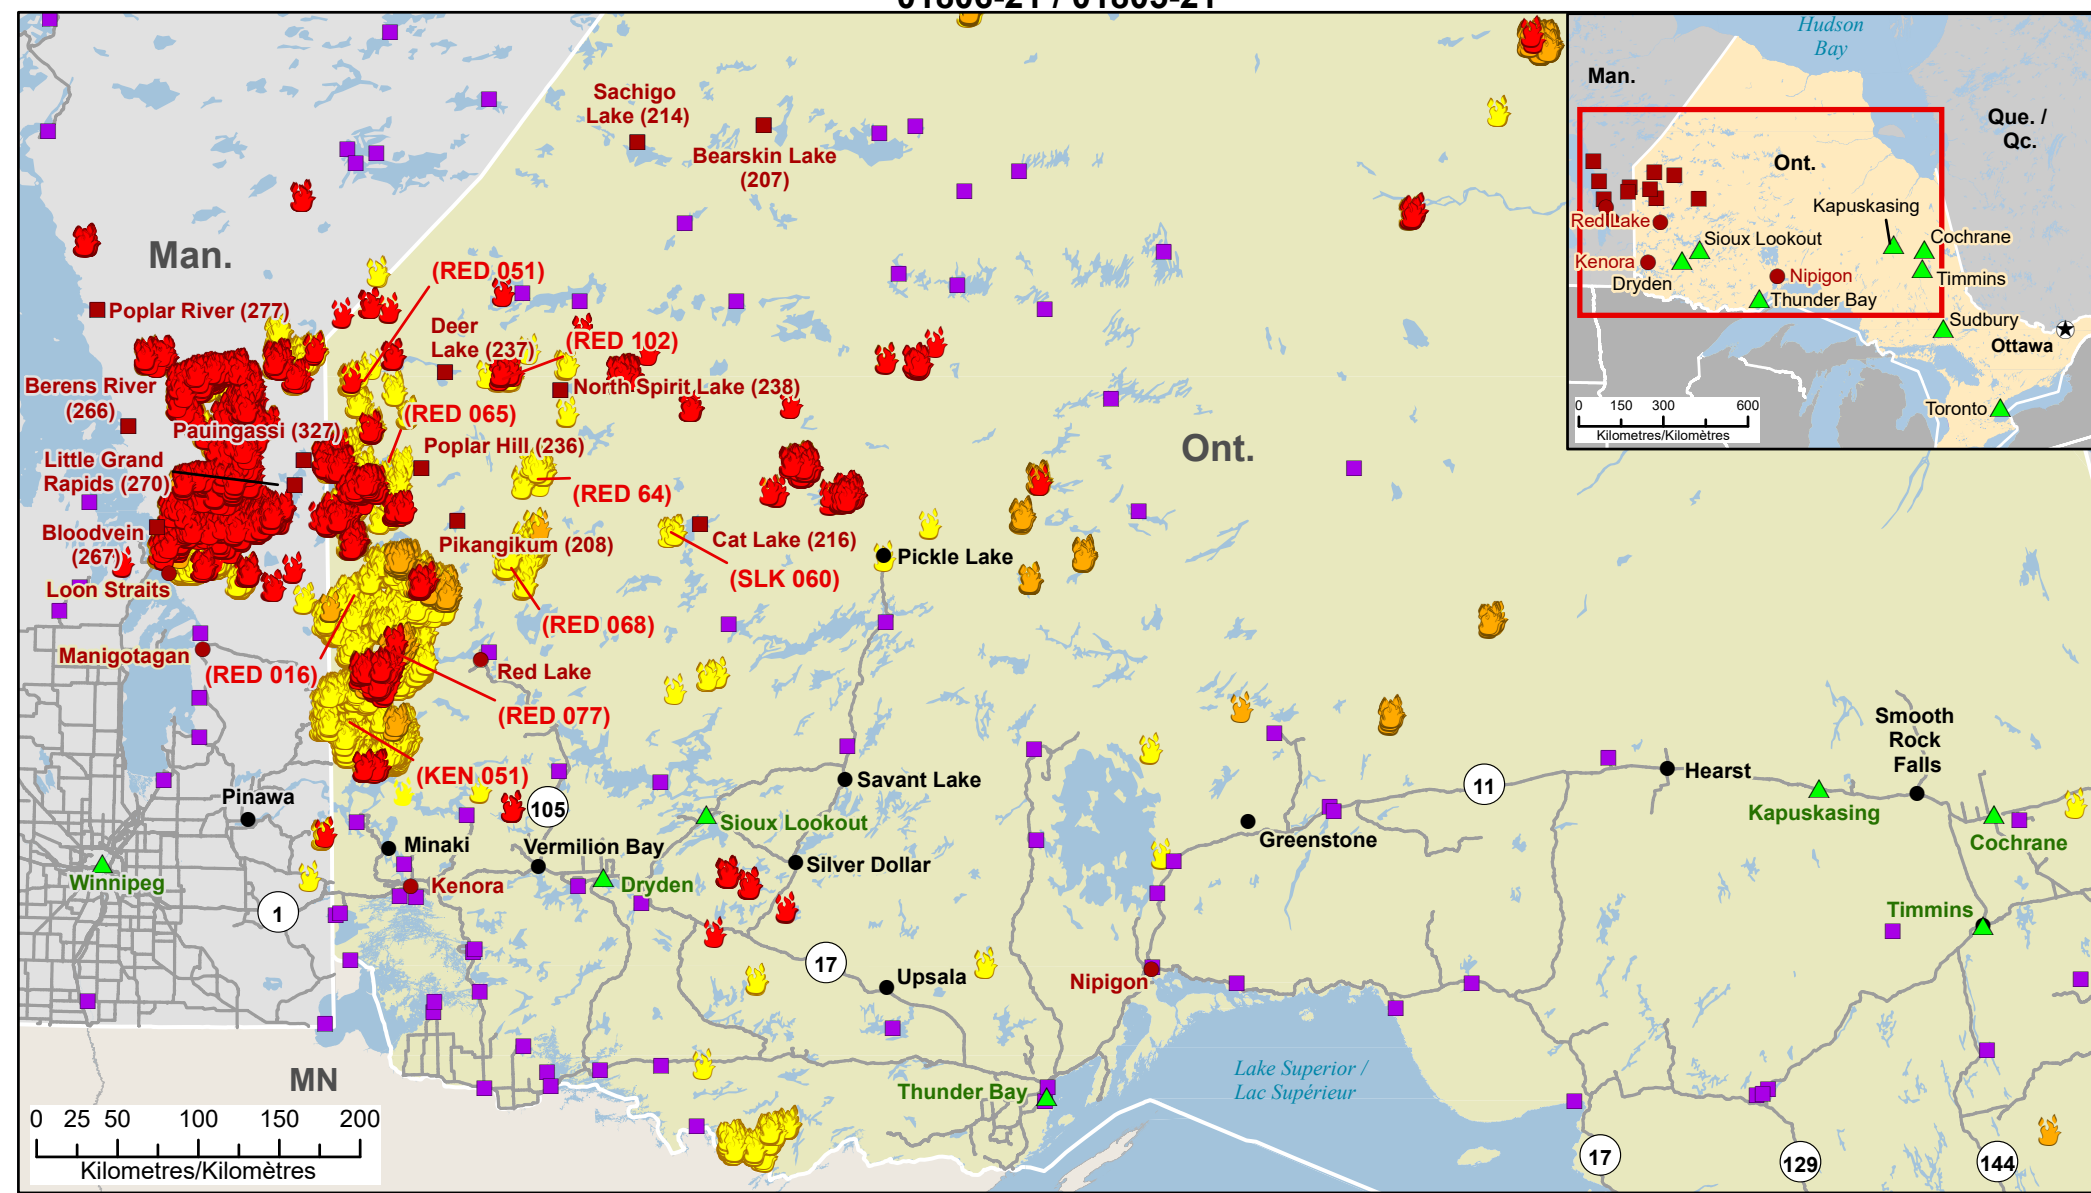 Hudson
Bay
Man.
Que. /
Qc.
Ont.
Kapuskasing
Red Lake
Sioux Lookout
Cochrane
Kenora
Nipigon
Timmins
Dryden
Thunder Bay
Sudbury
Ottawa
Toronto
0 150 300 600
Kilometres/Kilomètres
Sachigo
Lake (214)
Bearskin Lake
(207)
Man.
(RED 051)
Poplar River (277)
Deer
Lake (237)
(RED 102)
Berens River
(266)
North Spirit Lake (238)
(RED 065)
Pauingassi (327)
Poplar Hill (236)
Ont.
Little Grand
Rapids (270)
(RED 64)
Bloodvein
(267)
Pikangikum (208)
Cat Lake (216)
Pickle Lake
(SLK 060)
Loon Straits
(RED 068)
Manigotagan
(RED 016)
Red Lake
(RED 077)
Smooth
Rock
Falls
(KEN 051)
Savant Lake
Hearst
11
Pinawa
105
Kapuskasing
Sioux Lookout
Minaki
Vermilion Bay
Greenstone
Cochrane
Silver Dollar
Winnipeg
Kenora
Dryden
1
Timmins
17
Upsala
Nipigon
MN
Thunder Bay
Lake Superior /
Lac Supérieur
0 25 50 100 150 200
Kilometres/Kilomètres
17
129
144